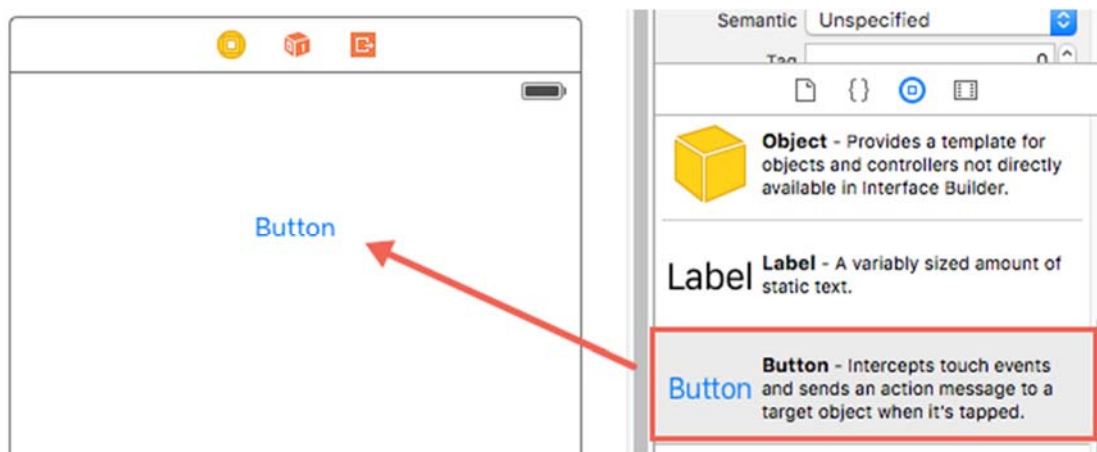 Semantic Unspecified
Tag 0
{}
Object - Provides a template for
objects and controllers not directly
available in Interface Builder.
Button
Label Label - A variably sized amount of
static text.
Button Button - Intercepts touch events
and sends an action message to a
target object when it's tapped.